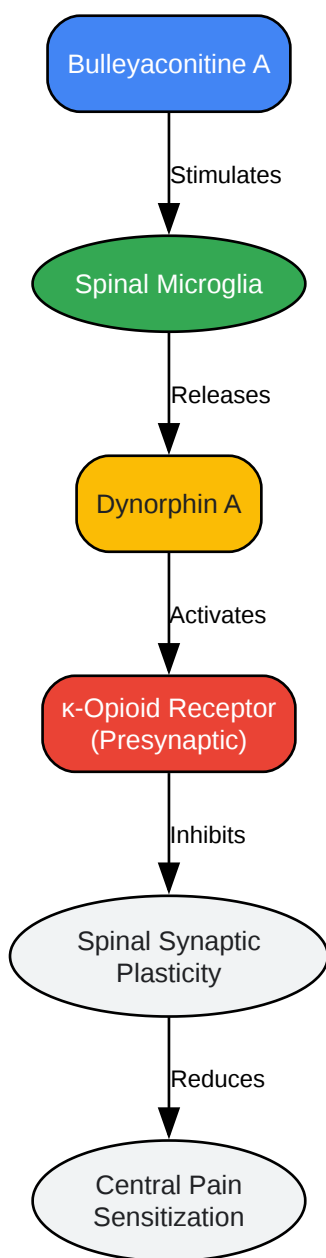 Bulleyaconitine A
Stimulates
Spinal Microglia
Releases
Dynorphin A
Activates
κ-Opioid Receptor
(Presynaptic)
Inhibits
Spinal Synaptic
Plasticity
Reduces
Central Pain
Sensitization